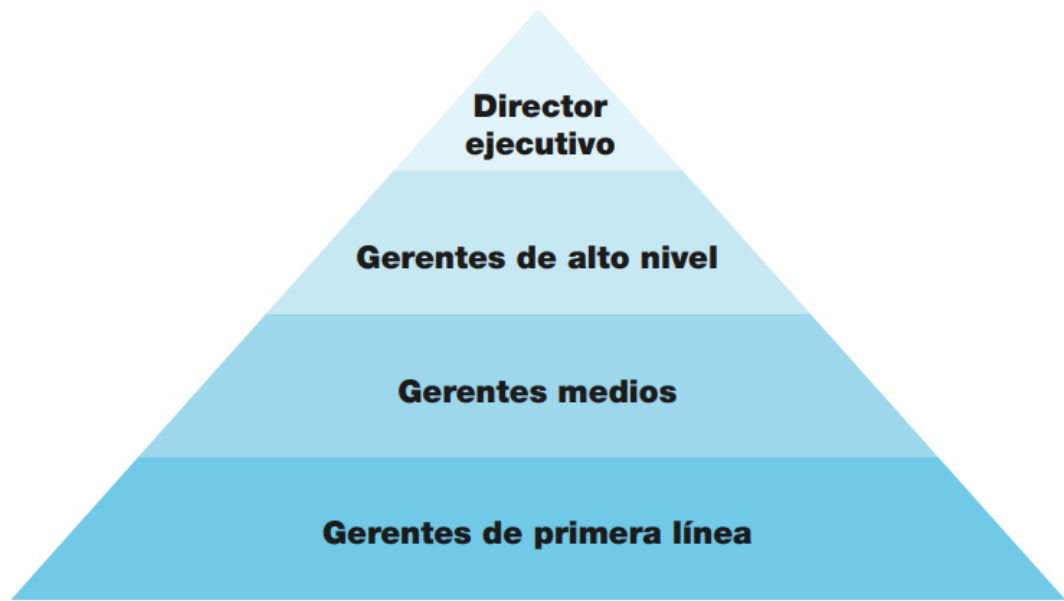 Director
ejecutivo
Gerentes de alto nivel
Gerentes medios
Gerentes de primera línea